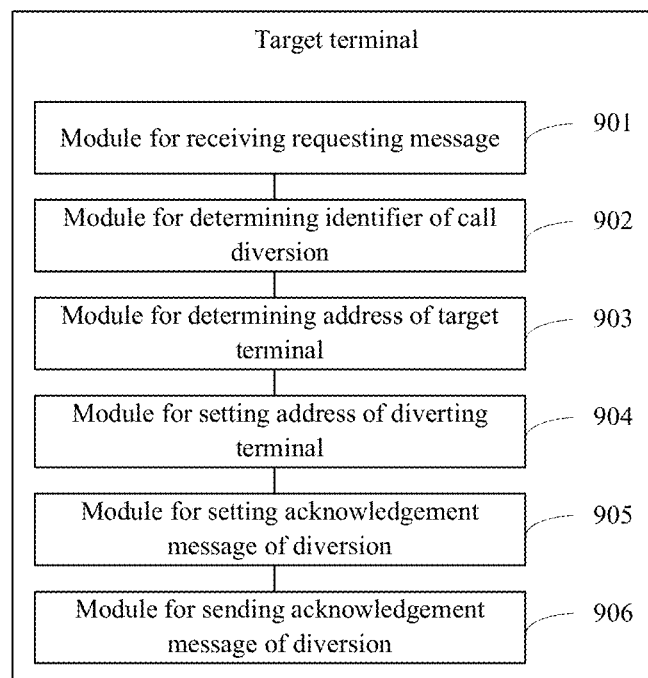 Target terminal
Module for receiving requesting message
901
Module for determining identifier of call
diversion
902
Module for determining address of target
terminal
903
Module for setting address of diverting
terminal
904
Module for setting acknowledgement
message of diversion
905
Module for sending acknowledgement
message of diversion
906